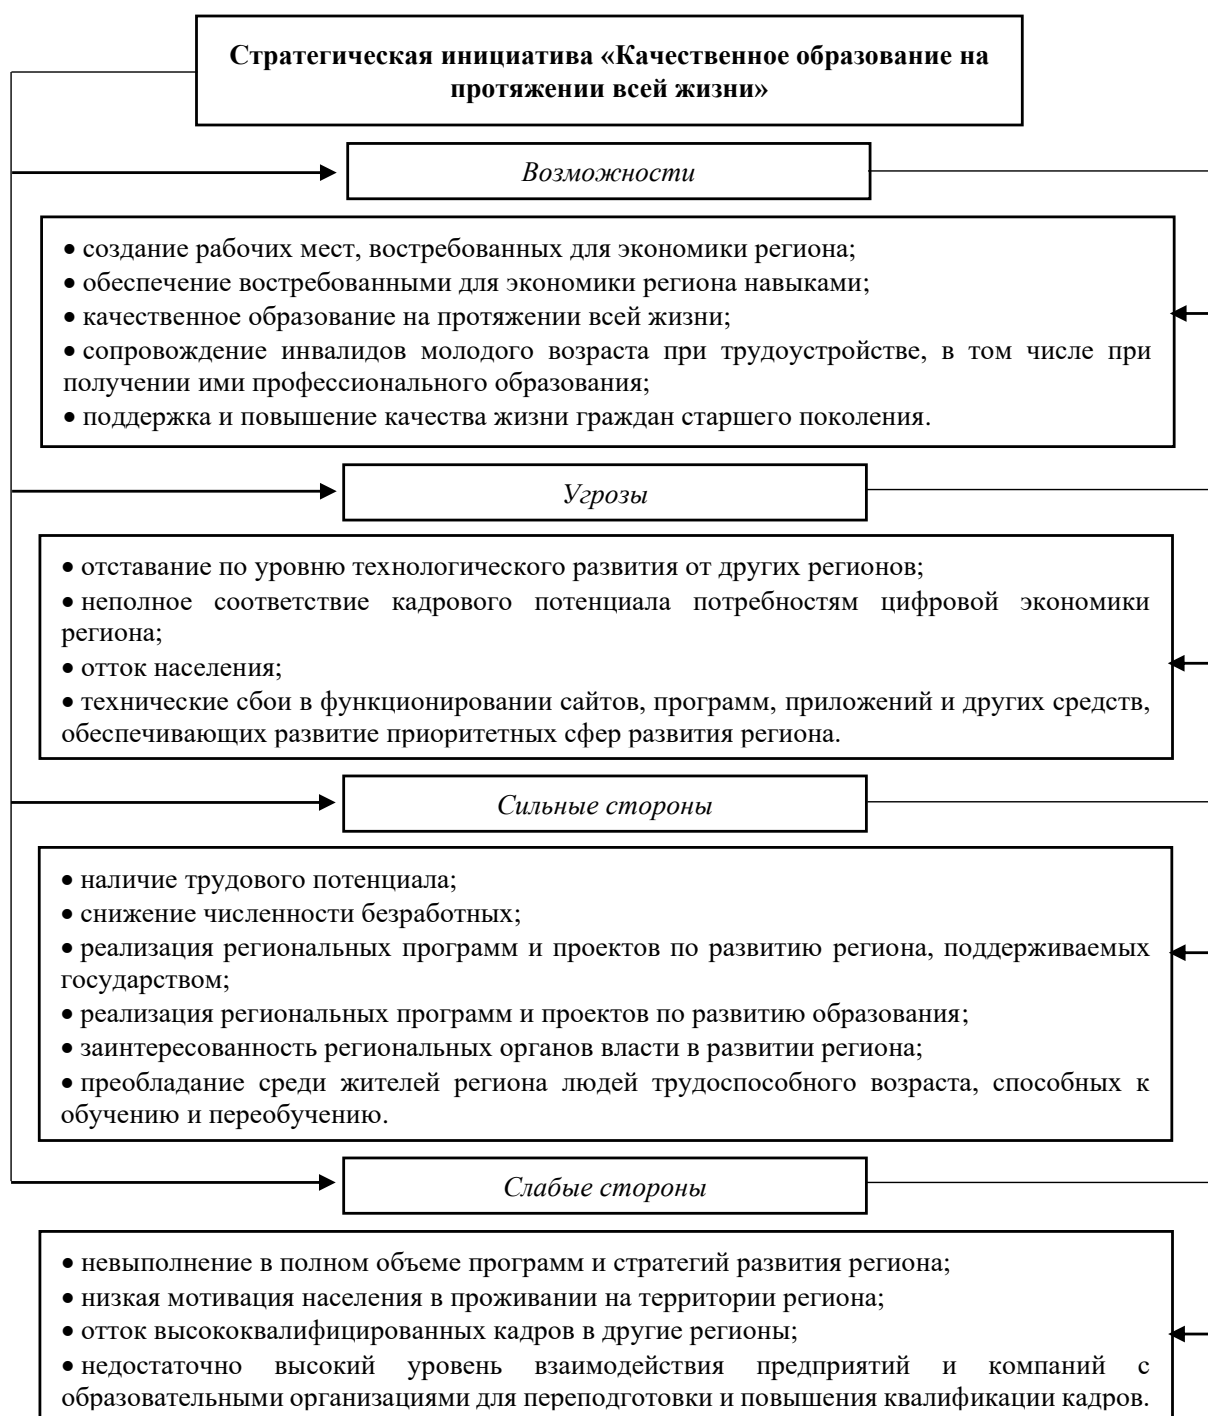 Стратегическая инициатива «Качественное образование на
протяжении всей жизни»
Возможности
• создание рабочих мест, востребованных для экономики региона;
• обеспечение востребованными для экономики региона навыками;
• качественное образование на протяжении всей жизни;
• сопровождение инвалидов молодого возраста при трудоустройстве, в том числе при
получении ими профессионального образования;
• поддержка и повышение качества жизни граждан старшего поколения.
Угрозы
• отставание по уровню технологического развития от других регионов;
• неполное соответствие кадрового потенциала потребностям цифровой экономики
региона;
• отток населения;
• технические сбои в функционировании сайтов, программ, приложений и других средств,
обеспечивающих развитие приоритетных сфер развития региона.
Сильные стороны
• наличие трудового потенциала;
• снижение численности безработных;
• реализация региональных программ и проектов по развитию региона, поддерживаемых
государством;
• реализация региональных программ и проектов по развитию образования;
• заинтересованность региональных органов власти в развитии региона;
• преобладание среди жителей региона людей трудоспособного возраста, способных к
обучению и переобучению.
Слабые стороны
• невыполнение в полном объеме программ и стратегий развития региона;
• низкая мотивация населения в проживании на территории региона;
• отток высококвалифицированных кадров в другие регионы;
• недостаточно высокий уровень взаимодействия предприятий и компаний с
образовательными организациями для переподготовки и повышения квалификации кадров.